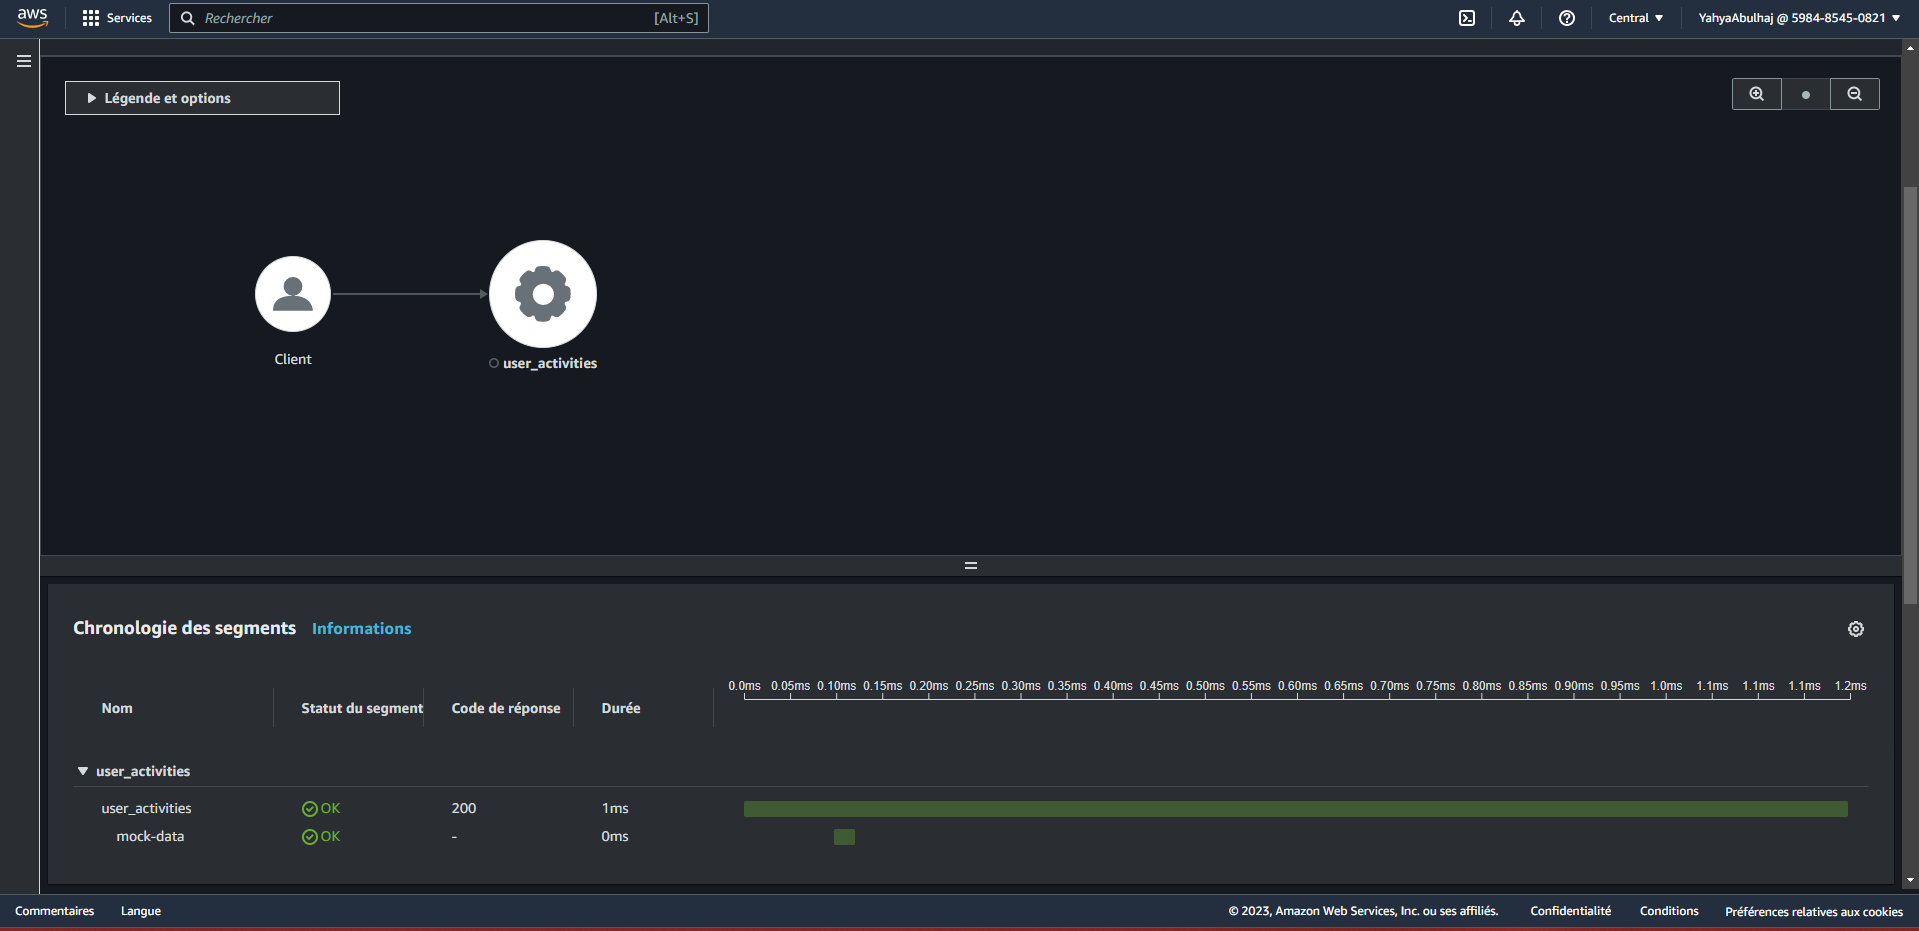 aws Services Rechercher [Alt+S] Central YahyaAbulhaj @ 5984-8545-0821
Légende et options
Client
user_activities
Chronologie des segments Informations
0.0ms 0.05ms 0.10ms 0.15ms 0.20ms 0.25ms 0.30ms 0.35ms 0.40ms 0.45ms 0.50ms 0.55ms 0.60ms 0.65ms 0.70ms 0.75ms 0.80ms 0.85ms 0.90ms 0.95ms 1.0ms 1.1ms 1.1ms 1.1ms 1.2ms
Nom Statut du segment Code de réponse Durée
user_activities
user_activities OK 200 1ms
mock-data OK - 0ms
Commentaires Langue © 2023, Amazon Web Services, Inc. ou ses affiliés. Confidentialité Conditions Préférences relatives aux cookies